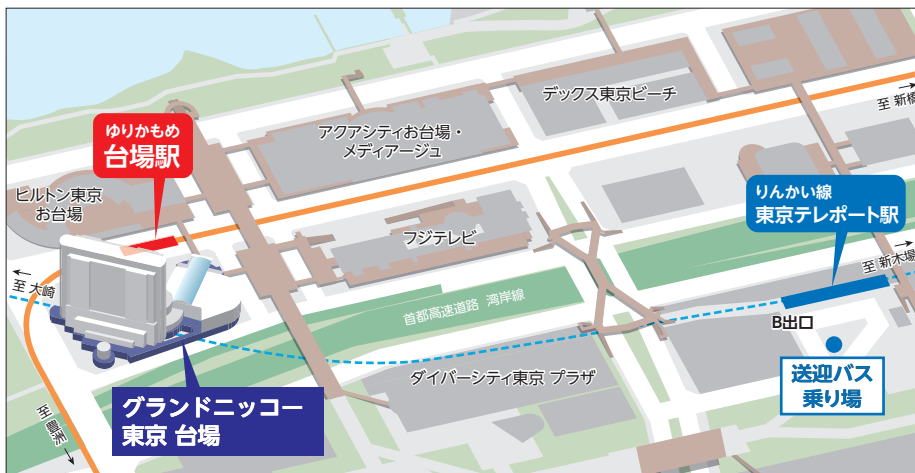 デックス東京ビーチ
至 新橋
アクアシティお台場・
メディアージュ
ゆりかもめ
台場駅
ヒルトン東京
お台場
りんかい線
東京テレポート駅
フジテレビ
至 新木場
至 大崎
首都高速道路 湾岸線
B出口
ダイバーシティ東京 プラザ
送迎バス
乗り場
グランドニッコー
東京 台場
至 豊洲